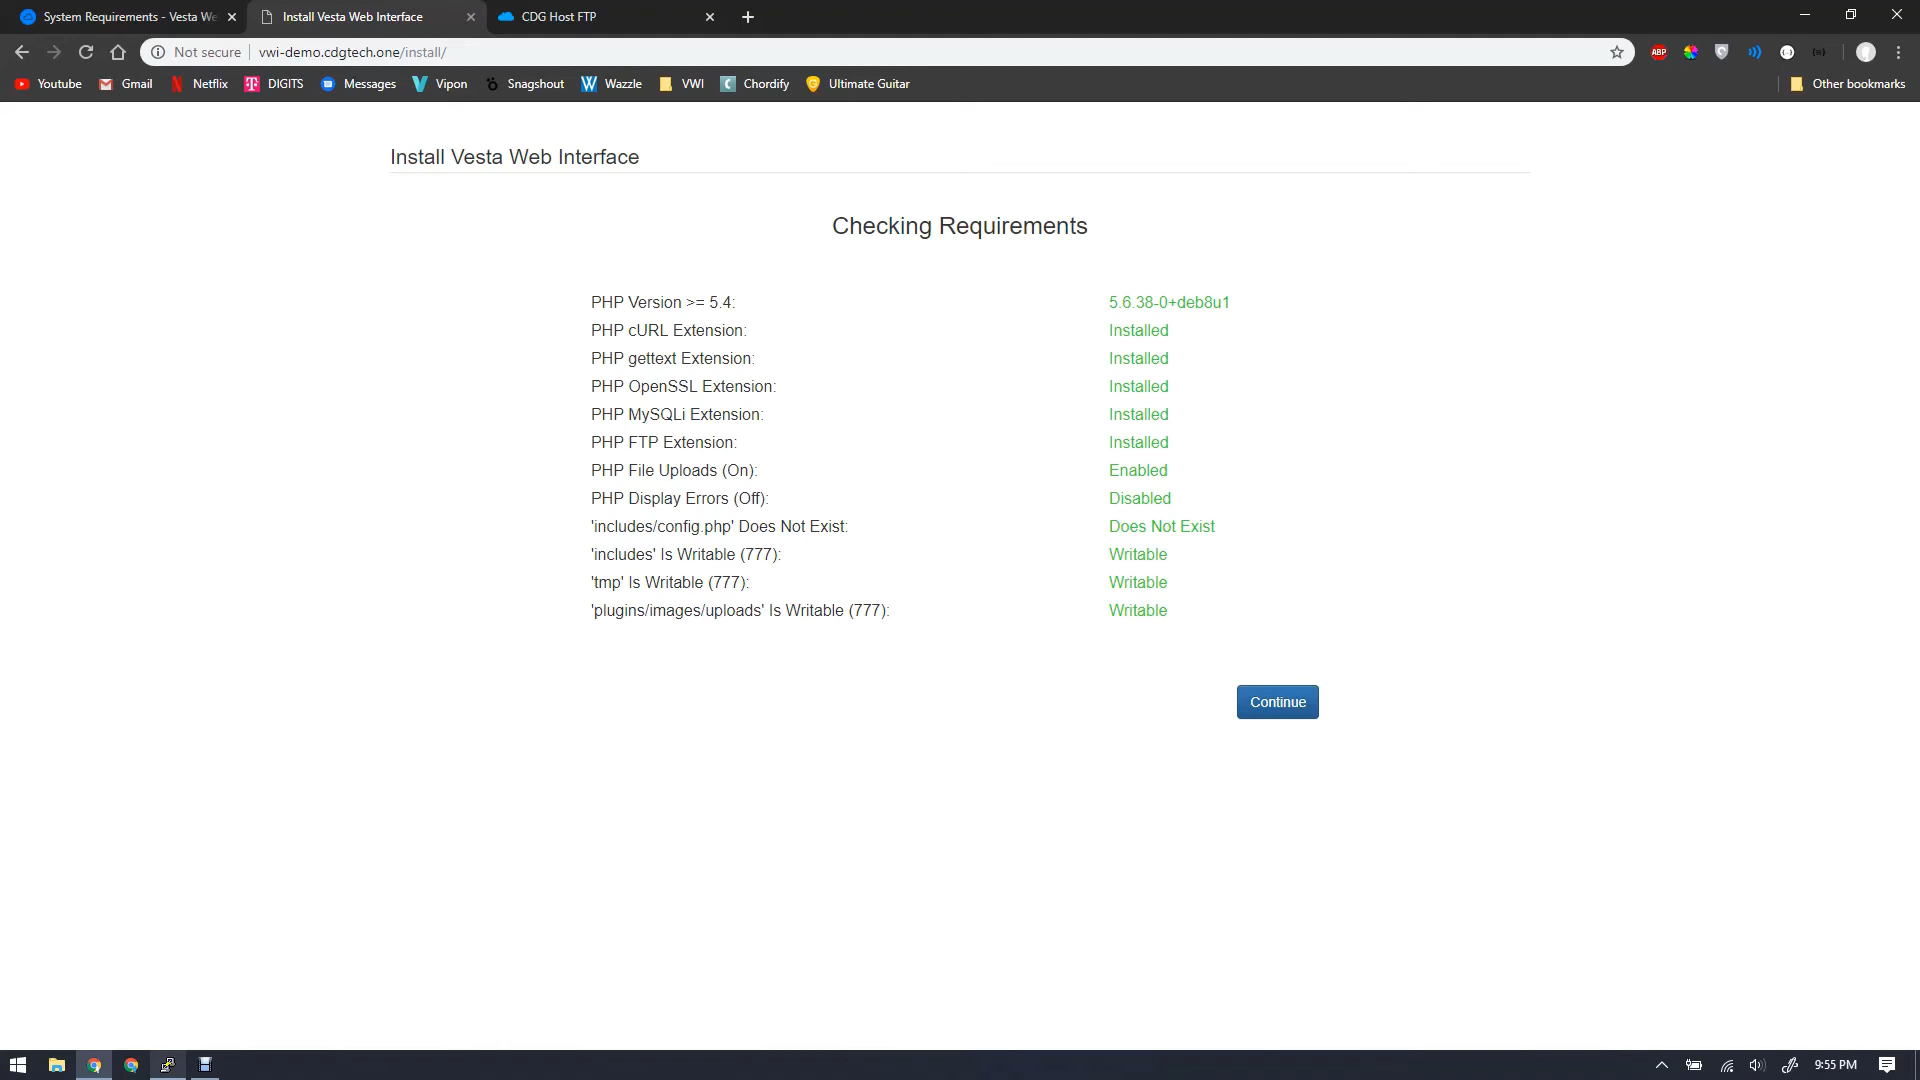 System Requirements - Vesta We
Install Vesta Web Interface
CDG Host FTP
Not secure
vwi-demo.cdgtech.one/install/
ABP
Youtube
Gmail
Netflix
DIGITS
Messages
Vipon
Snagshout
Wazzle
VWI
Chordify
Ultimate Guitar
Other bookmarks
Install Vesta Web Interface
Checking Requirements
PHP Version >= 5.4: 5.6.38-0+deb8u1
PHP cURL Extension: Installed
PHP gettext Extension: Installed
PHP OpenSSL Extension: Installed
PHP MySQLi Extension: Installed
PHP FTP Extension: Installed
PHP File Uploads (On): Enabled
PHP Display Errors (Off): Disabled
'includes/config.php' Does Not Exist: Does Not Exist
'includes' Is Writable (777): Writable
'tmp' Is Writable (777): Writable
'plugins/images/uploads' Is Writable (777): Writable
Continue
9:55 PM